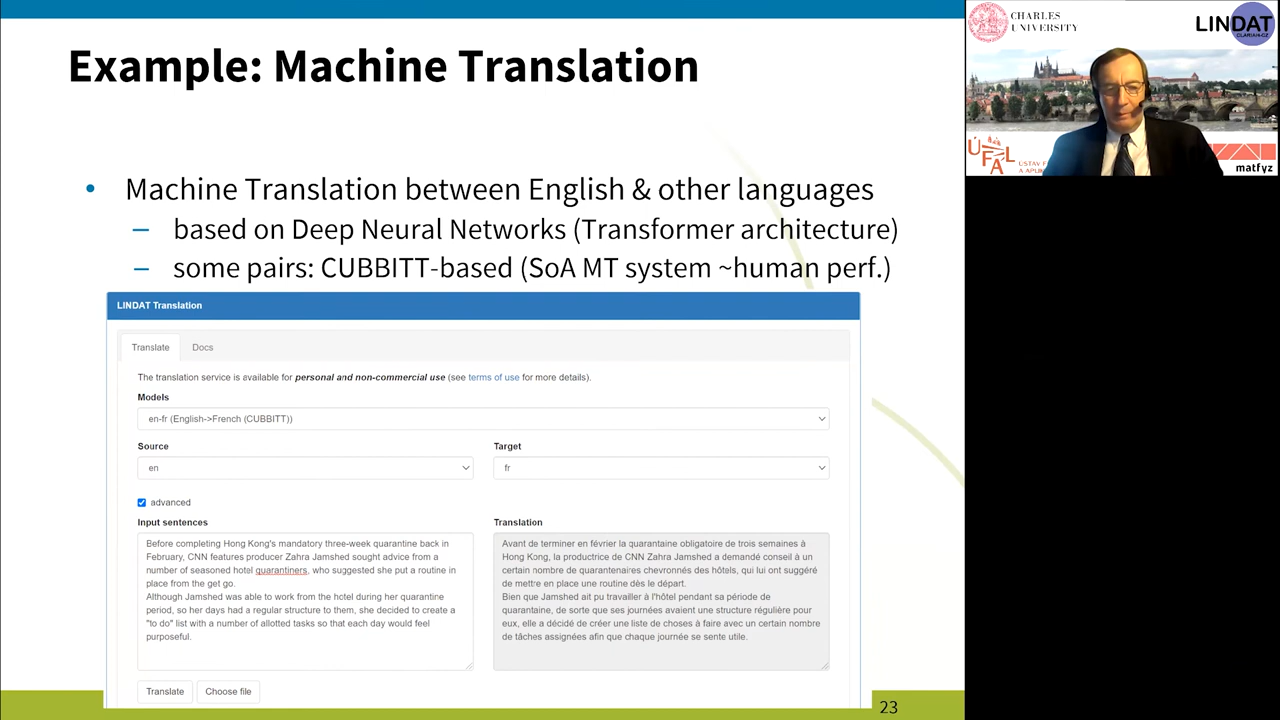 Example: Machine Translation
• Machine Translation between English & other languages
– based on Deep Neural Networks (Transformer architecture)
– some pairs: CUBBITT-based (SoA MT system ~human perf.)
LINDAT Translation
Translate
Docs
The translation service is available for personal and non-commercial use (see terms of use for more details).
Models
en-fr (English->French (CUBBITT))
Source
Target
en
fr
advanced
Input sentences
Before completing Hong Kong's mandatory three-week quarantine back in
February, CNN features producer Zahra Jamshed sought advice from a
number of seasoned hotel quarantiners, who suggested she put a routine in
place from the get go.
Although Jamshed was able to work from the hotel during her quarantine
period, so her days had a regular structure to them, she decided to create a
"to do" list with a number of allotted tasks so that each day would feel
purposeful.
Translation
Avant de terminer en février la quarantaine obligatoire de trois semaines à
Hong Kong, la productrice de CNN Zahra Jamshed a demandé conseil à un
certain nombre de quarantenaires chevronnés des hôtels, qui lui ont suggéré
de mettre en place une routine dès le départ.
Bien que Jamshed ait pu travailler à l'hôtel pendant sa période de
quarantaine, de sorte que ses journées avaient une structure régulière pour
eux, elle a décidé de créer une liste de choses à faire avec un certain nombre
de tâches assignées afin que chaque journée se sente utile.
Translate
Choose file
23
CHARLES
UNIVERSITY
LINDAT
CLARIAH-CZ
ÚFAL
matfyz